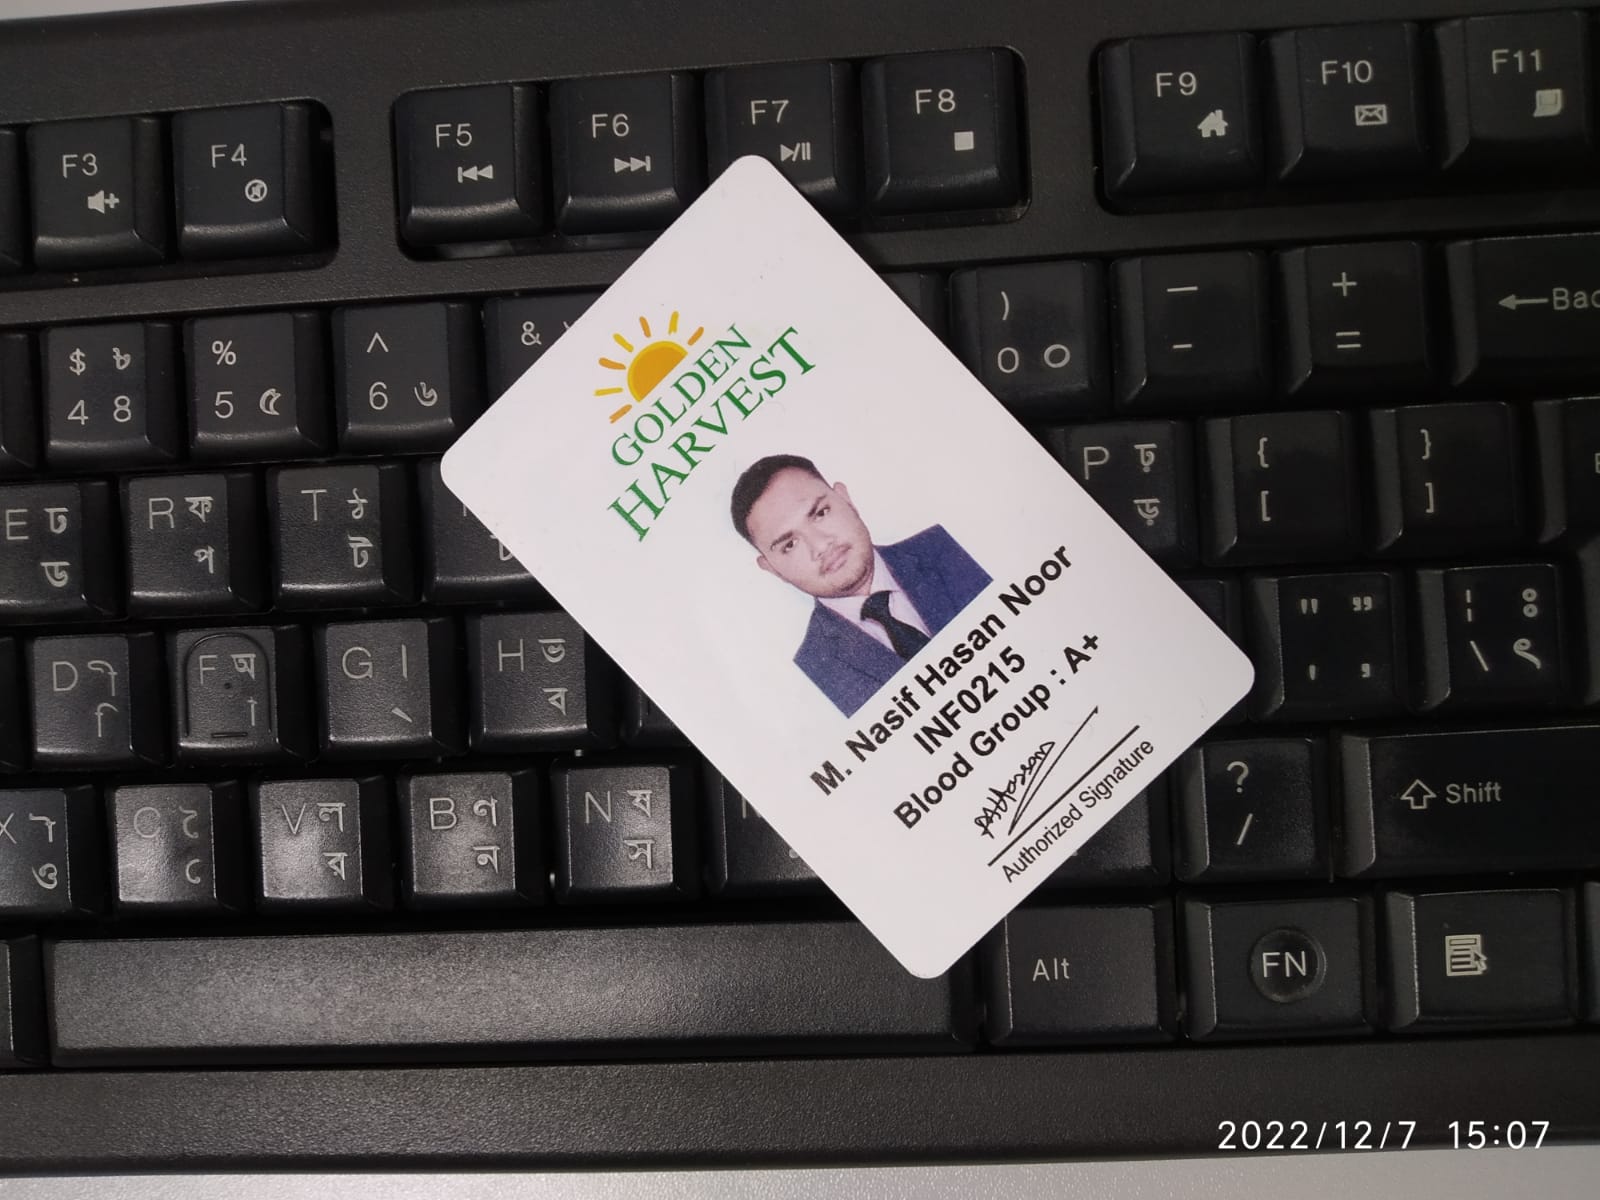 F3
F4
F5
F6
F7
F8
F9
F10
F11
$ ৳
4 ৪
%
5 ৫
^
6 ৬
&
)
0 ০
_
-
+
=
E ঢ
ড
R ফ
প
T ঠ
ট
P ঢ়
ড়
{
[
}
]
D ী
ি
F অ
া
G ।
্
H ভ
ব
" "
' '
Alt
FN
?
/
Shift
X
ও
C ৈ
ে
V ল
র
B ণ
ন
N ষ
স
GOLDEN
HARVEST
M. Nasif Hasan Noor
INF0215
Blood Group : A+
Authorized Signature
2022/12/7 15:07